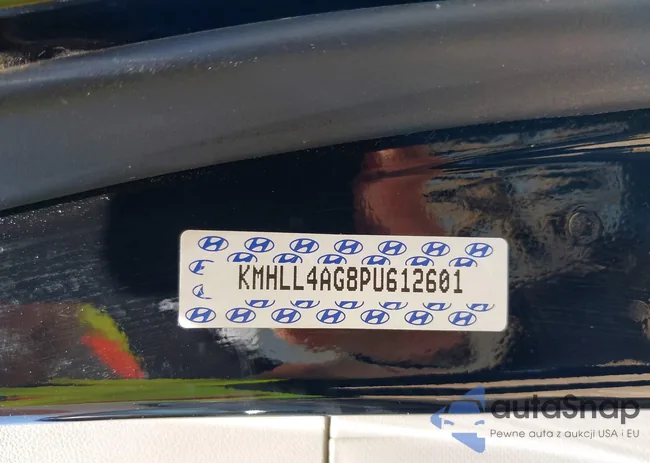 KMHLL4AG8PU612601
autoSnap
Pewne auta z aukcji USA i EU